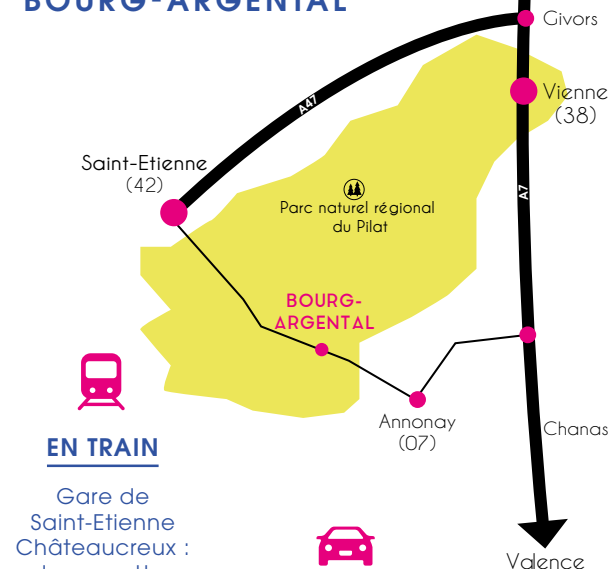 BOURG-ARGENTAL
Givors
A47
Vienne
(38)
Saint-Etienne
(42)
A7
Parc naturel régional
du Pilat
BOURG-
ARGENTAL
Annonay
(07)
Chanas
EN TRAIN
Gare de
Saint-Etienne
Châteaucreux :
Valence